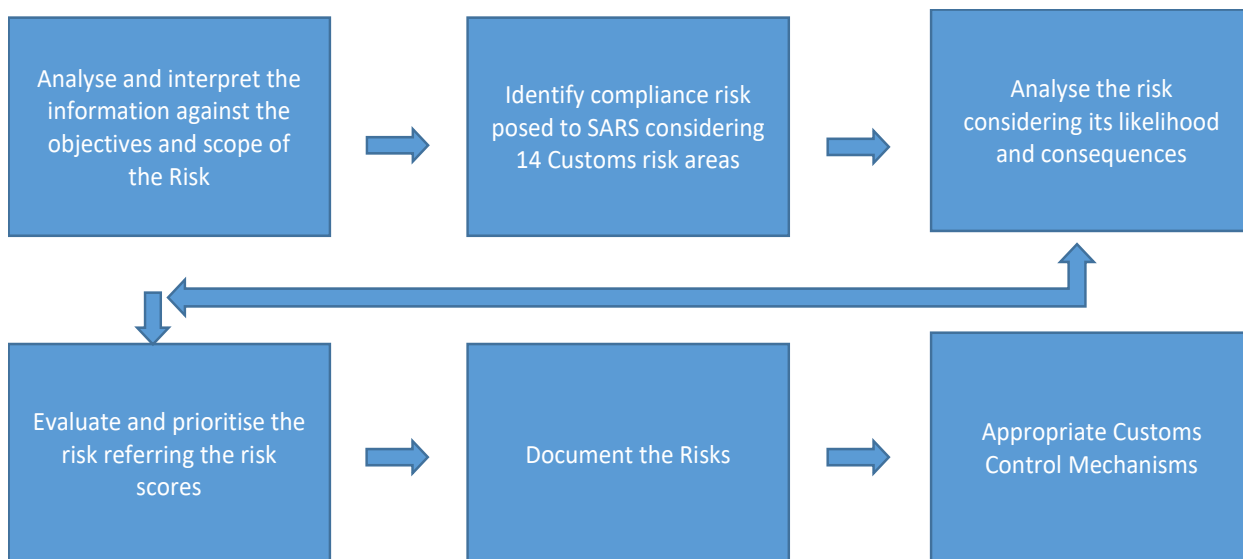 Analyse and interpret the
information against the
objectives and scope of
the Risk
Identify compliance risk
posed to SARS considering
14 Customs risk areas
Analyse the risk
considering its likelihood
and consequences
Evaluate and prioritise the
risk referring the risk
scores
Document the Risks
Appropriate Customs
Control Mechanisms